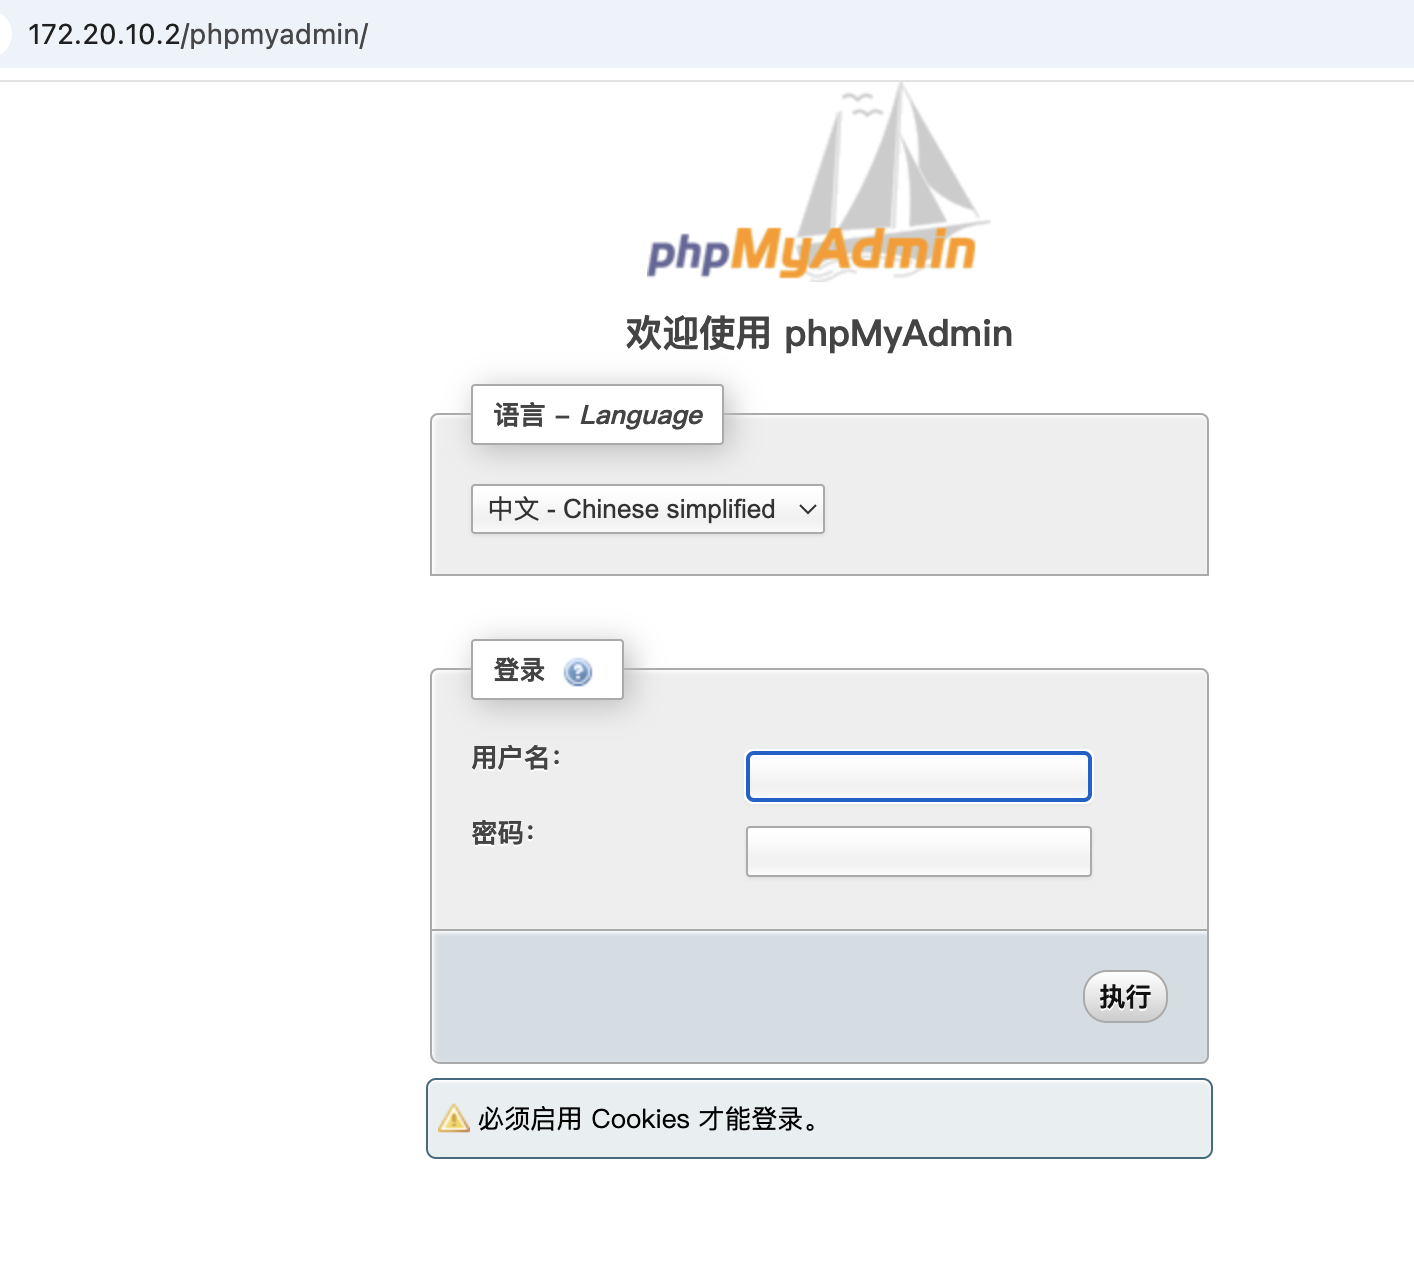 172.20.10.2/phpmyadmin/
phpMyAdmin
欢迎使用 phpMyAdmin
语言 – Language
中文 - Chinese simplified
登录 ?
用户名：
密码：
执行
必须启用 Cookies 才能登录。